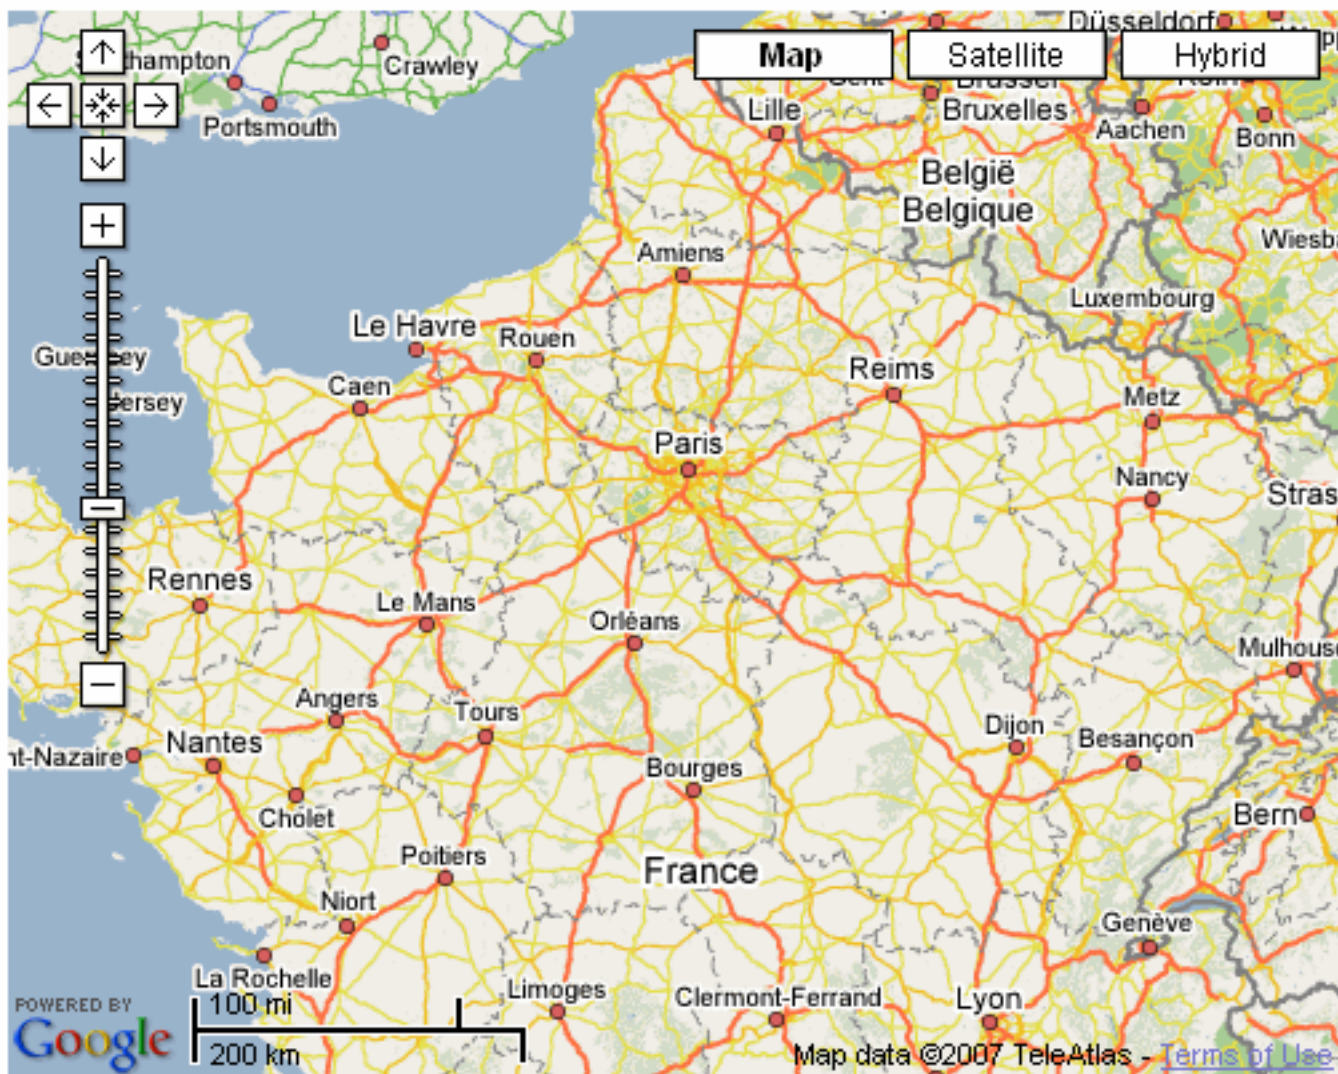 Düsseldorf
Crawley
Portsmouth
Map
Satellite
Hybrid
Lille
Bruxelles
Aachen
Bonn
België
Belgique
Amiens
Luxembourg
Le Havre
Rouen
Reims
Caen
Metz
Paris
Nancy
Rennes
Le Mans
Orléans
Angers
Tours
Dijon
Besançon
Nantes
Bourges
Cholet
Bern
Poitiers
France
Niort
Genève
La Rochelle
Limoges
Clermont-Ferrand
Lyon
POWERED BY
Google
100 mi
200 km
Map data ©2007 TeleAtlas - Terms of Use